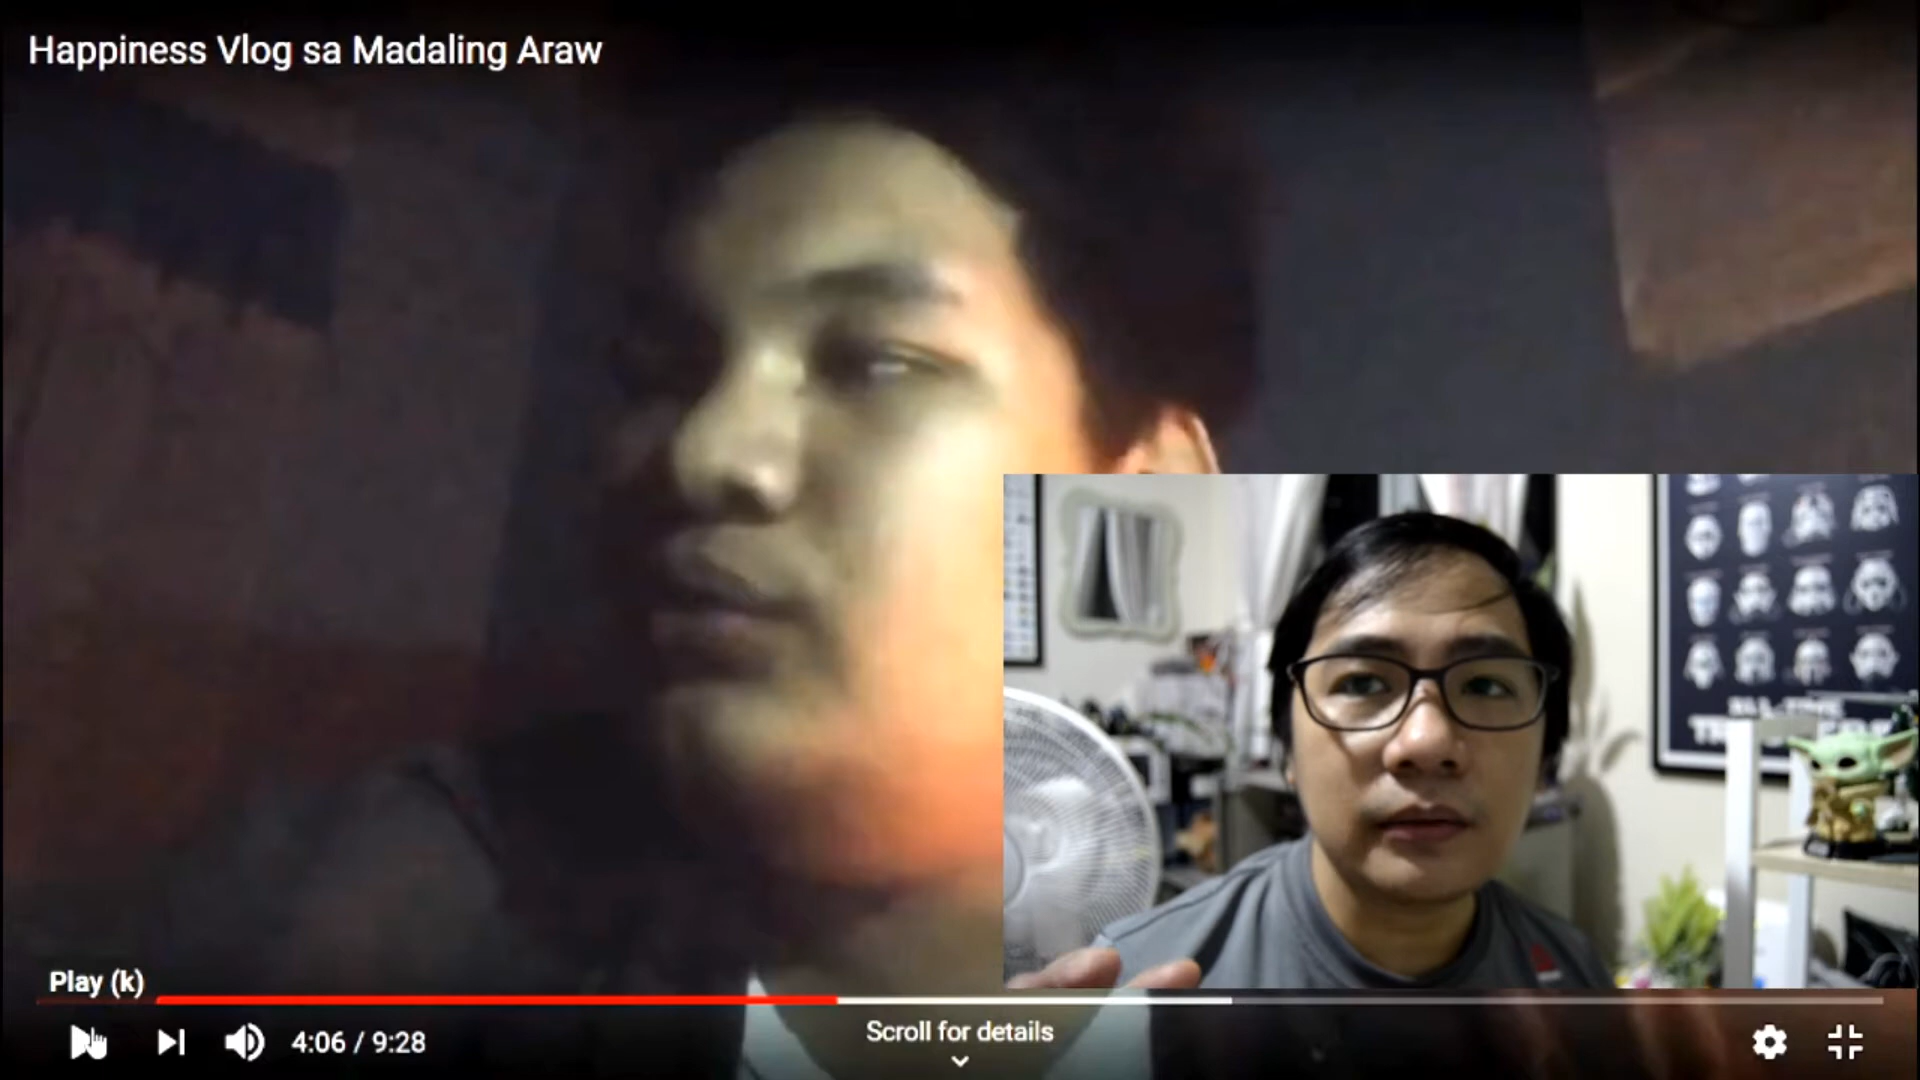 Happiness Vlog sa Madaling Araw
Play (k)
4:06 / 9:28
Scroll for details